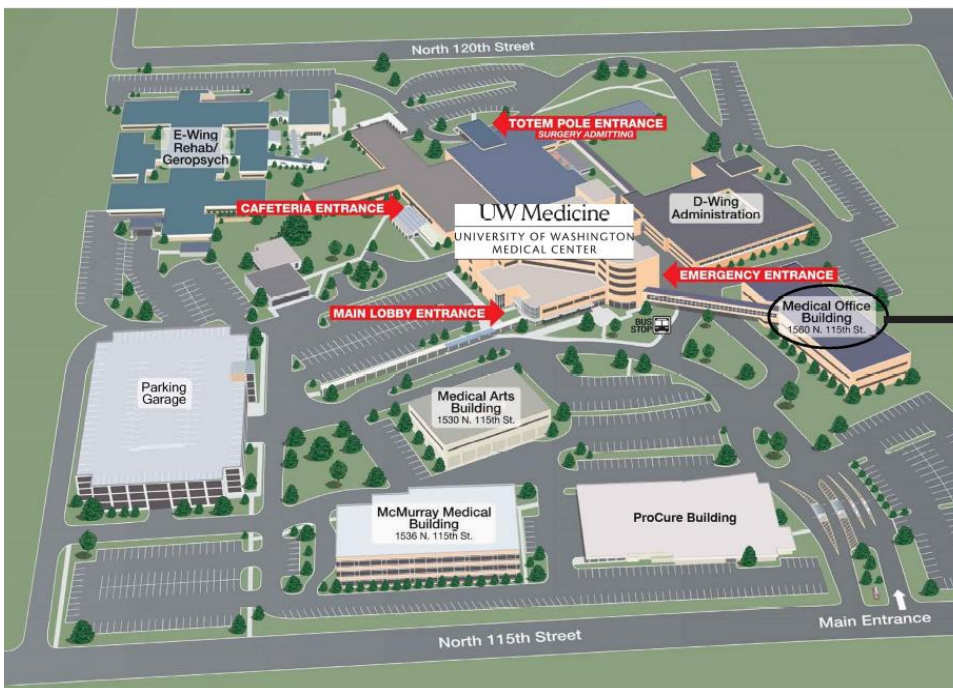 North 120th Street
TOTEM POLE ENTRANCE
SURGERY ADMITTING
E-Wing
Rehab/
Geropsych
CAFETERIA ENTRANCE
UW Medicine
UNIVERSITY OF WASHINGTON
MEDICAL CENTER
D-Wing
Administration
EMERGENCY ENTRANCE
MAIN LOBBY ENTRANCE
BUS
STOP
Medical Office
Building
1560 N. 115th St.
Parking
Garage
Medical Arts
Building
1530 N. 115th St.
McMurray Medical
Building
1536 N. 115th St.
ProCure Building
Main Entrance
North 115th Street